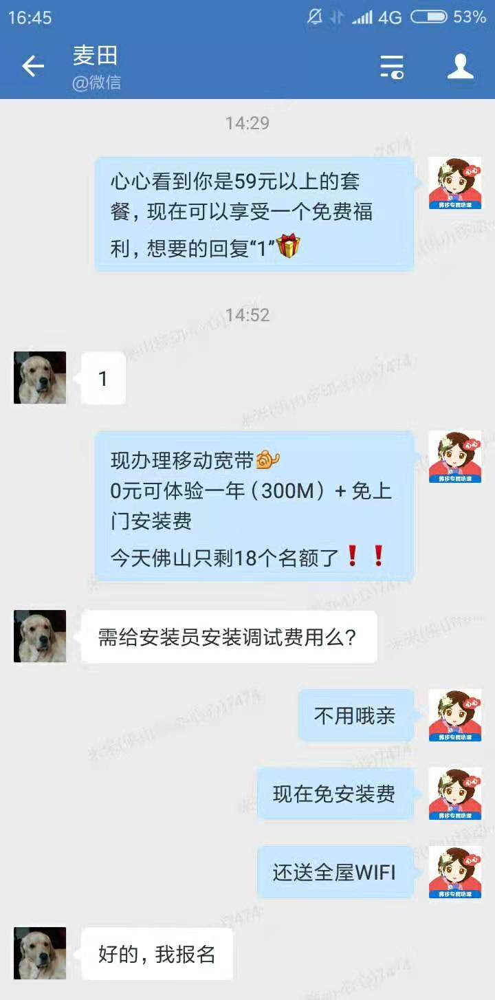 16:45
4G
53%
麦田
@微信
14:29
心心看到你是59元以上的套
餐，现在可以享受一个免费福
利，想要的回复“1”
14:52
1
现办理移动宽带
0元可体验一年（300M）+ 免上
门安装费
今天佛山只剩18个名额了❗❗
需给安装员安装调试费用么？
不用哦亲
现在免安装费
还送全屋WIFI
好的，我报名